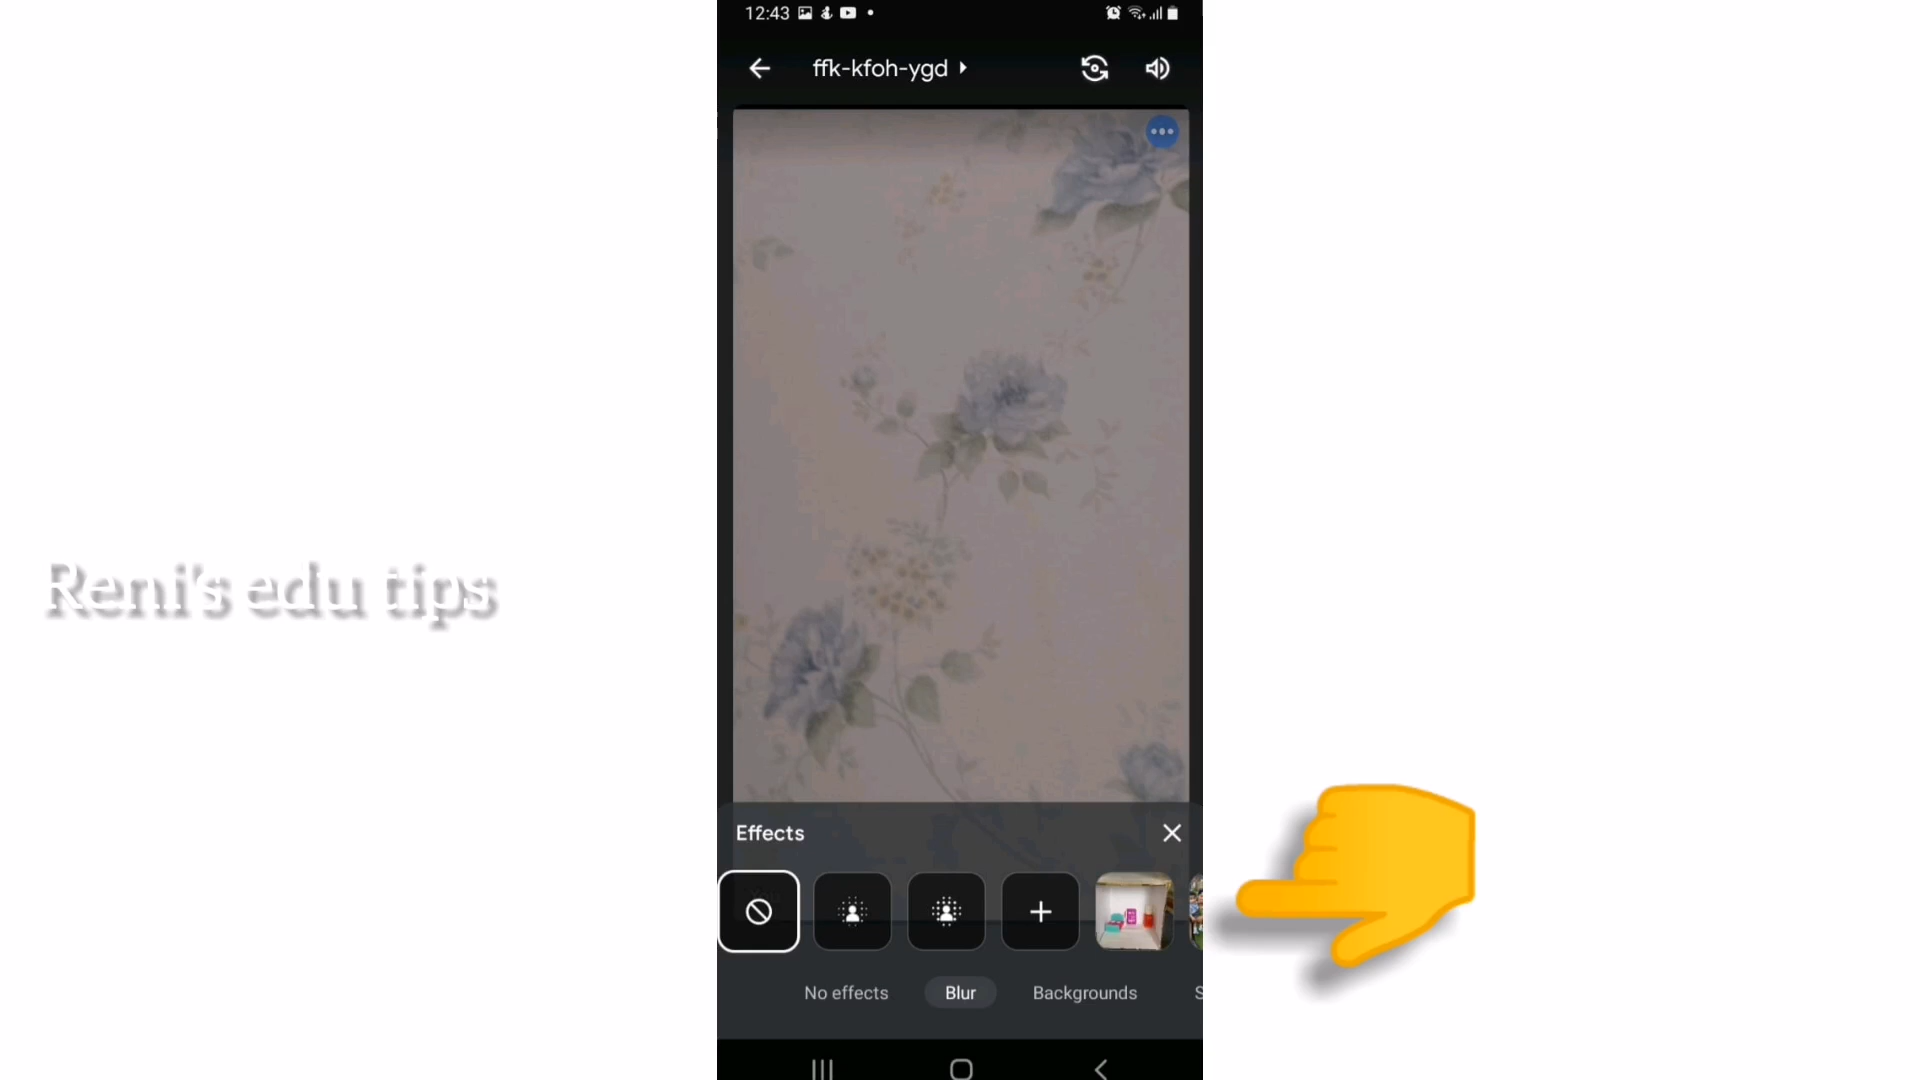 12:43
ffk-kfoh-ygd
Reni's edu tips
Effects
No effects Blur Backgrounds S